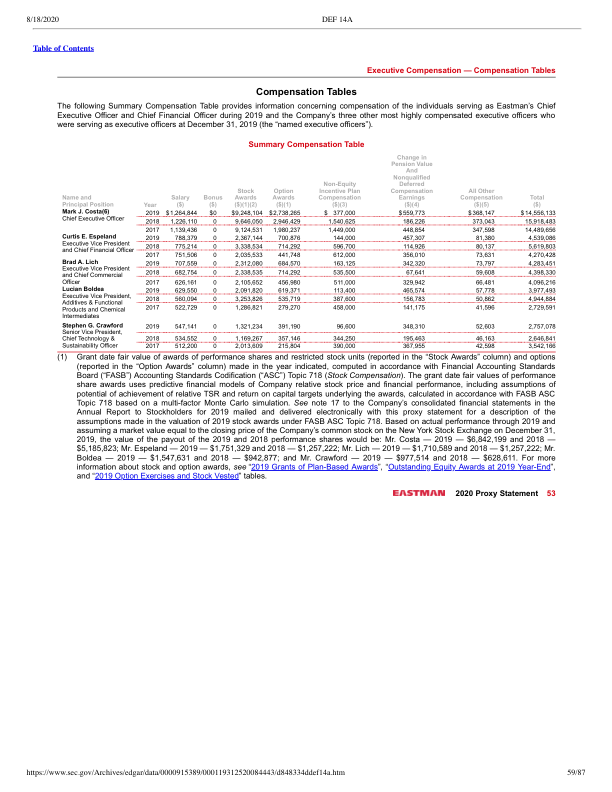 8/18/2020 DEF 14A
Table of Contents
Executive Compensation — Compensation Tables
Compensation Tables
The following Summary Compensation Table provides information concerning compensation of the individuals serving as Eastman's Chief
Executive Officer and Chief Financial Officer during 2019 and the Company's three other most highly compensated executive officers who
were serving as executive officers at December 31, 2019 (the "named executive officers").
Summary Compensation Table
Name and Principal Position Year Salary ($) Bonus ($) Stock Awards ($)(1)(2) Option Awards ($)(1) Non-Equity Incentive Plan Compensation ($)(3) Change in Pension Value And Nonqualified Deferred Compensation Earnings ($)(4) All Other Compensation ($)(5) Total ($)
Mark J. Costa(6) 2019 $1,264,844 $0 $9,248,104 $2,738,265 $ 377,000 $559,773 $368,147 $14,556,133
Chief Executive Officer 2018 1,226,110 0 9,646,050 2,946,429 1,540,625 186,226 373,043 15,918,483
2017 1,139,436 0 9,124,531 1,980,237 1,449,000 448,854 347,598 14,489,656
Curtis E. Espeland 2019 788,379 0 2,367,144 700,876 144,000 457,307 81,380 4,539,086
Executive Vice President 2018 775,214 0 3,338,534 714,292 596,700 114,926 80,137 5,619,803
and Chief Financial Officer
2017 751,506 0 2,035,533 441,748 612,000 356,010 73,631 4,270,428
Brad A. Lich 2019 707,559 0 2,312,080 684,570 163,125 342,320 73,797 4,283,451
Executive Vice President 2018 682,754 0 2,338,535 714,292 535,500 67,641 59,608 4,398,330
and Chief Commercial
Officer 2017 626,161 0 2,105,652 456,980 511,000 329,942 66,481 4,096,216
Lucian Boldea 2019 629,550 0 2,091,820 619,371 113,400 465,574 57,778 3,977,493
Executive Vice President, 2018 560,094 0 3,253,826 535,719 387,600 156,783 50,862 4,944,884
Additives & Functional 2017 522,729 0 1,286,821 279,270 458,000 141,175 41,596 2,729,591
Products and Chemical
Intermediates
Stephen G. Crawford 2019 547,141 0 1,321,234 391,190 96,600 348,310 52,603 2,757,078
Senior Vice President,
Chief Technology & 2018 534,552 0 1,169,267 357,146 344,250 195,463 46,163 2,646,841
Sustainability Officer 2017 512,200 0 2,013,609 215,804 390,000 367,955 42,598 3,542,166
(1) Grant date fair value of awards of performance shares and restricted stock units (reported in the "Stock Awards" column) and options
(reported in the "Option Awards" column) made in the year indicated, computed in accordance with Financial Accounting Standards
Board ("FASB") Accounting Standards Codification ("ASC") Topic 718 (Stock Compensation). The grant date fair values of performance
share awards uses predictive financial models of Company relative stock price and financial performance, including assumptions of
potential of achievement of relative TSR and return on capital targets underlying the awards, calculated in accordance with FASB ASC
Topic 718 based on a multi-factor Monte Carlo simulation. See note 17 to the Company's consolidated financial statements in the
Annual Report to Stockholders for 2019 mailed and delivered electronically with this proxy statement for a description of the
assumptions made in the valuation of 2019 stock awards under FASB ASC Topic 718. Based on actual performance through 2019 and
assuming a market value equal to the closing price of the Company's common stock on the New York Stock Exchange on December 31,
2019, the value of the payout of the 2019 and 2018 performance shares would be: Mr. Costa — 2019 — $6,842,199 and 2018 —
$5,185,823; Mr. Espeland — 2019 — $1,751,329 and 2018 — $1,257,222; Mr. Lich — 2019 — $1,710,589 and 2018 — $1,257,222; Mr.
Boldea — 2019 — $1,547,631 and 2018 — $942,877; and Mr. Crawford — 2019 — $977,514 and 2018 — $628,611. For more
information about stock and option awards, see "2019 Grants of Plan-Based Awards", "Outstanding Equity Awards at 2019 Year-End",
and "2019 Option Exercises and Stock Vested" tables.
EASTMAN 2020 Proxy Statement 53
https://www.sec.gov/Archives/edgar/data/0000915389/000119312520084443/d848334ddef14a.htm 59/87